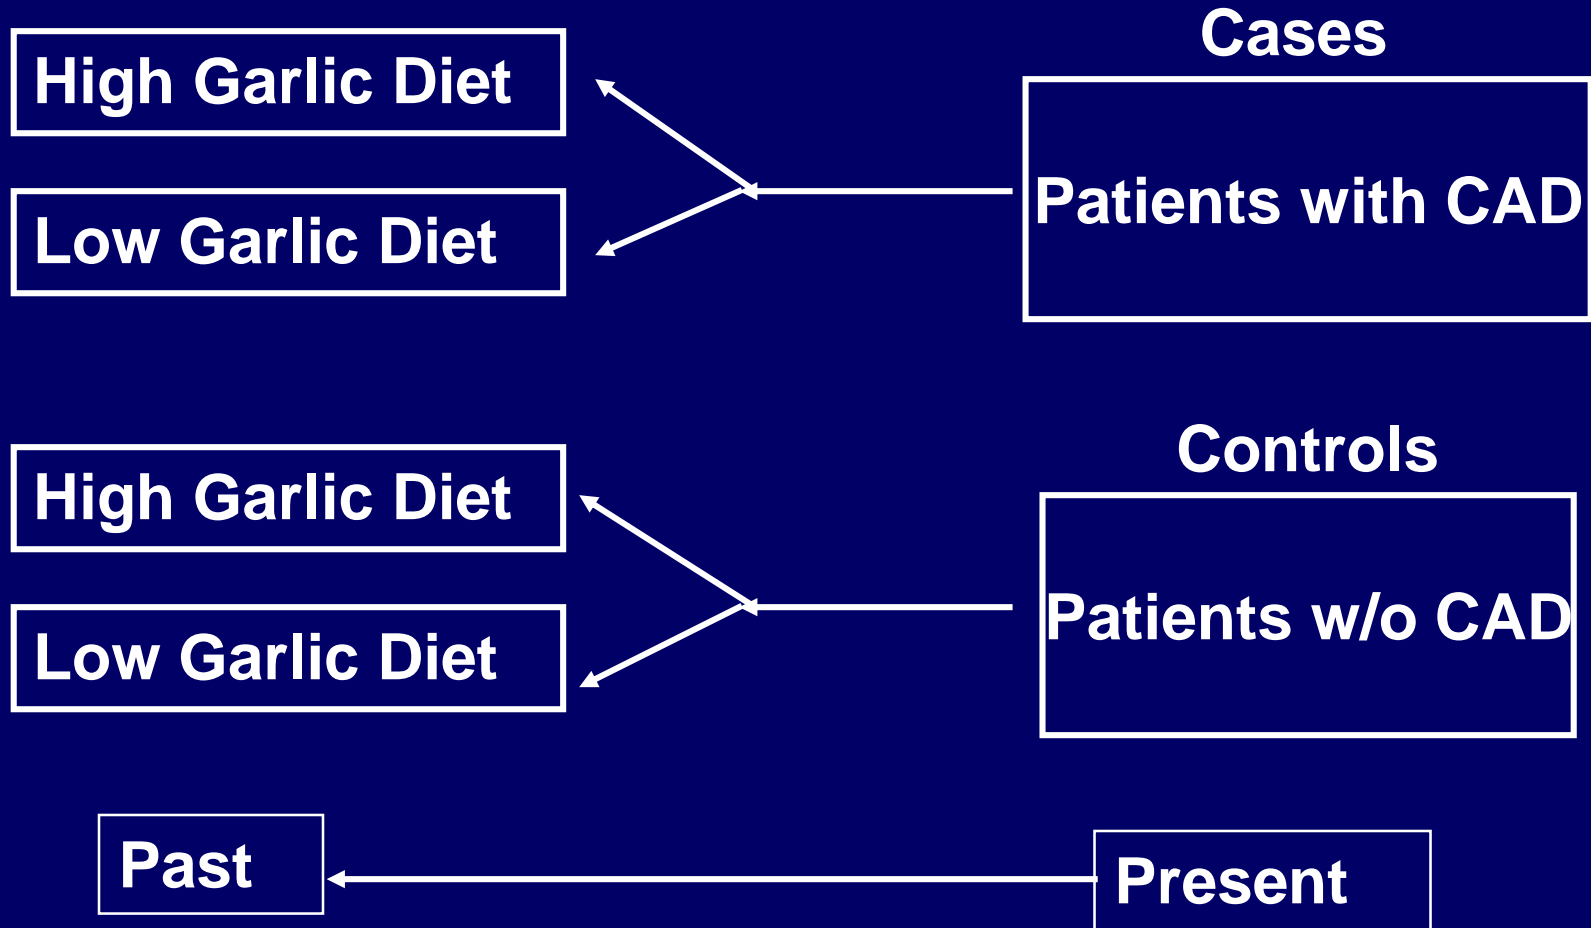 Cases
High Garlic Diet
Patients with CAD
Low Garlic Diet
Controls
High Garlic Diet
Patients w/o CAD
Low Garlic Diet
Past
Present